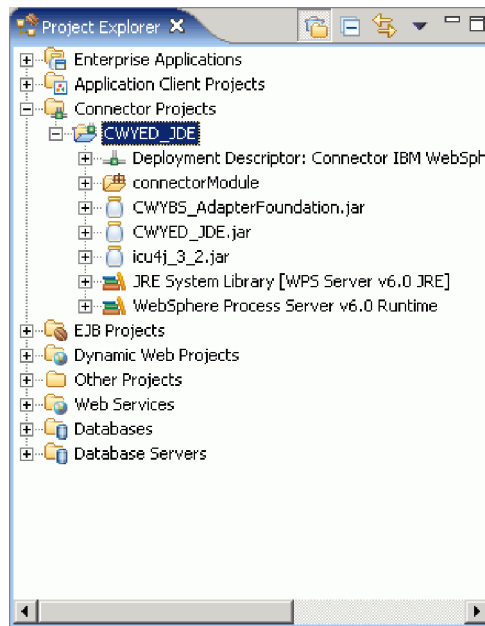 Project Explorer
Enterprise Applications
Application Client Projects
Connector Projects
CWYED_JDE
Deployment Descriptor: Connector IBM WebSph
connectorModule
CWYBS_AdapterFoundation.jar
CWYED_JDE.jar
icu4j_3_2.jar
JRE System Library [WPS Server v6.0 JRE]
WebSphere Process Server v6.0 Runtime
EJB Projects
Dynamic Web Projects
Other Projects
Web Services
Databases
Database Servers